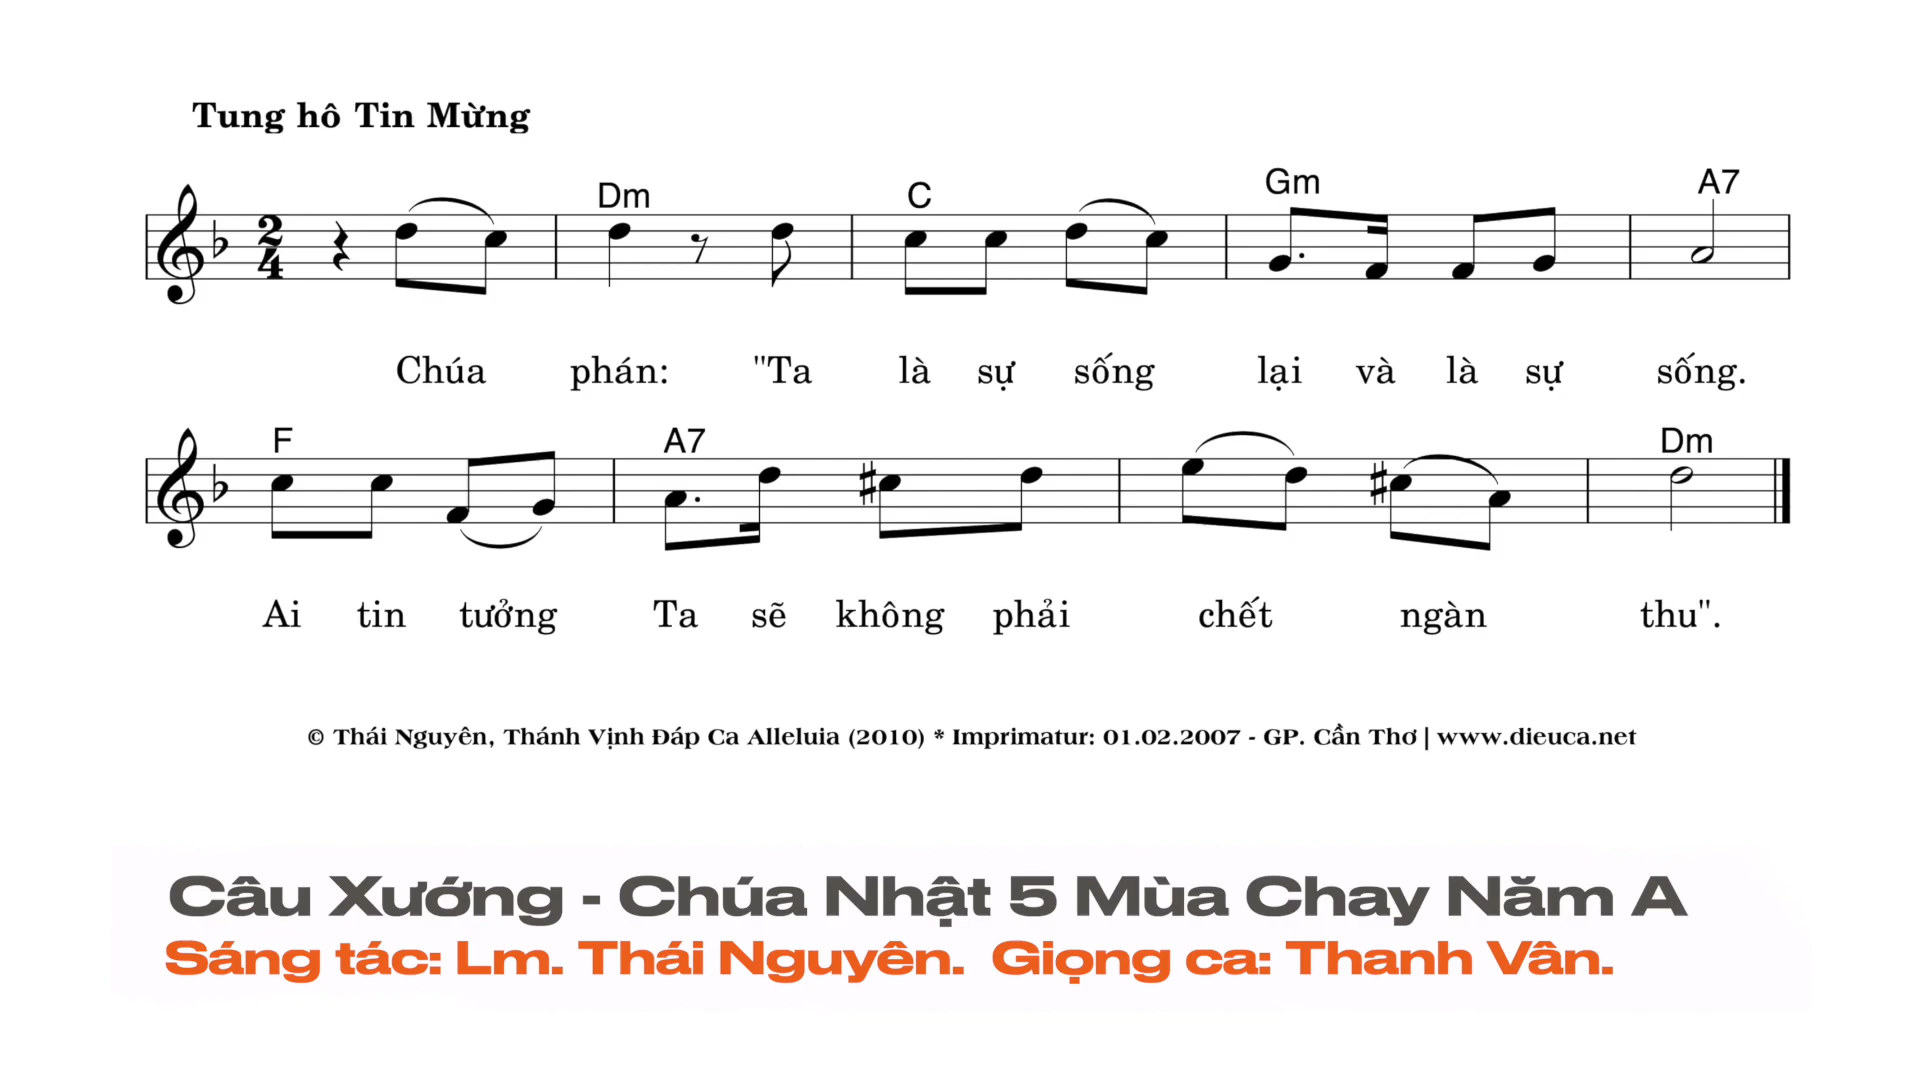 Tung hô Tin Mừng
Dm C Gm A7
2 4
Chúa phán: "Ta là sự sống lại và là sự sống.
F A7 Dm
Ai tin tưởng Ta sẽ không phải chết ngàn thu".
© Thái Nguyên, Thánh Vịnh Đáp Ca Alleluia (2010) * Imprimatur: 01.02.2007 - GP. Cần Thơ | www.dieuca.net
Câu Xướng - Chúa Nhật 5 Mùa Chay Năm A
Sáng tác: Lm. Thái Nguyên. Giọng ca: Thanh Vân.